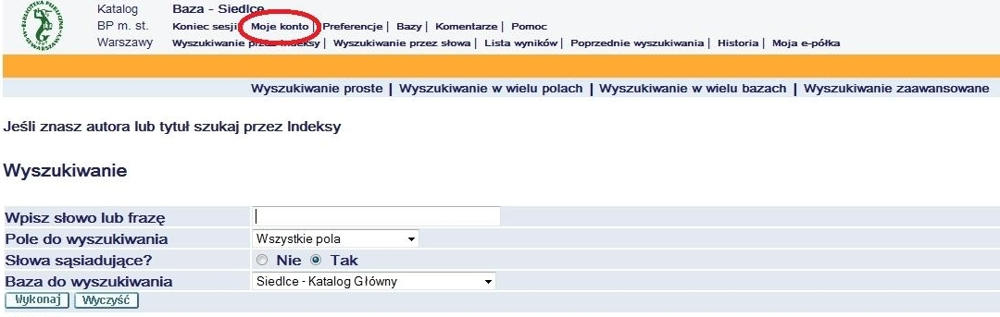 Katalog Baza - Siedlce
BP m. st. Koniec sesji | Moje konto | Preferencje | Bazy | Komentarze | Pomoc
Warszawy Wyszukiwanie przez Indeksy | Wyszukiwanie przez słowa | Lista wyników | Poprzednie wyszukiwania | Historia | Moja e-półka
Wyszukiwanie proste | Wyszukiwanie w wielu polach | Wyszukiwanie w wielu bazach | Wyszukiwanie zaawansowane
Jeśli znasz autora lub tytuł szukaj przez Indeksy
Wyszukiwanie
Wpisz słowo lub frazę
Pole do wyszukiwania Wszystkie pola
Słowa sąsiadujące? Nie Tak
Baza do wyszukiwania Siedlce - Katalog Główny
Wykonaj Wyczyść